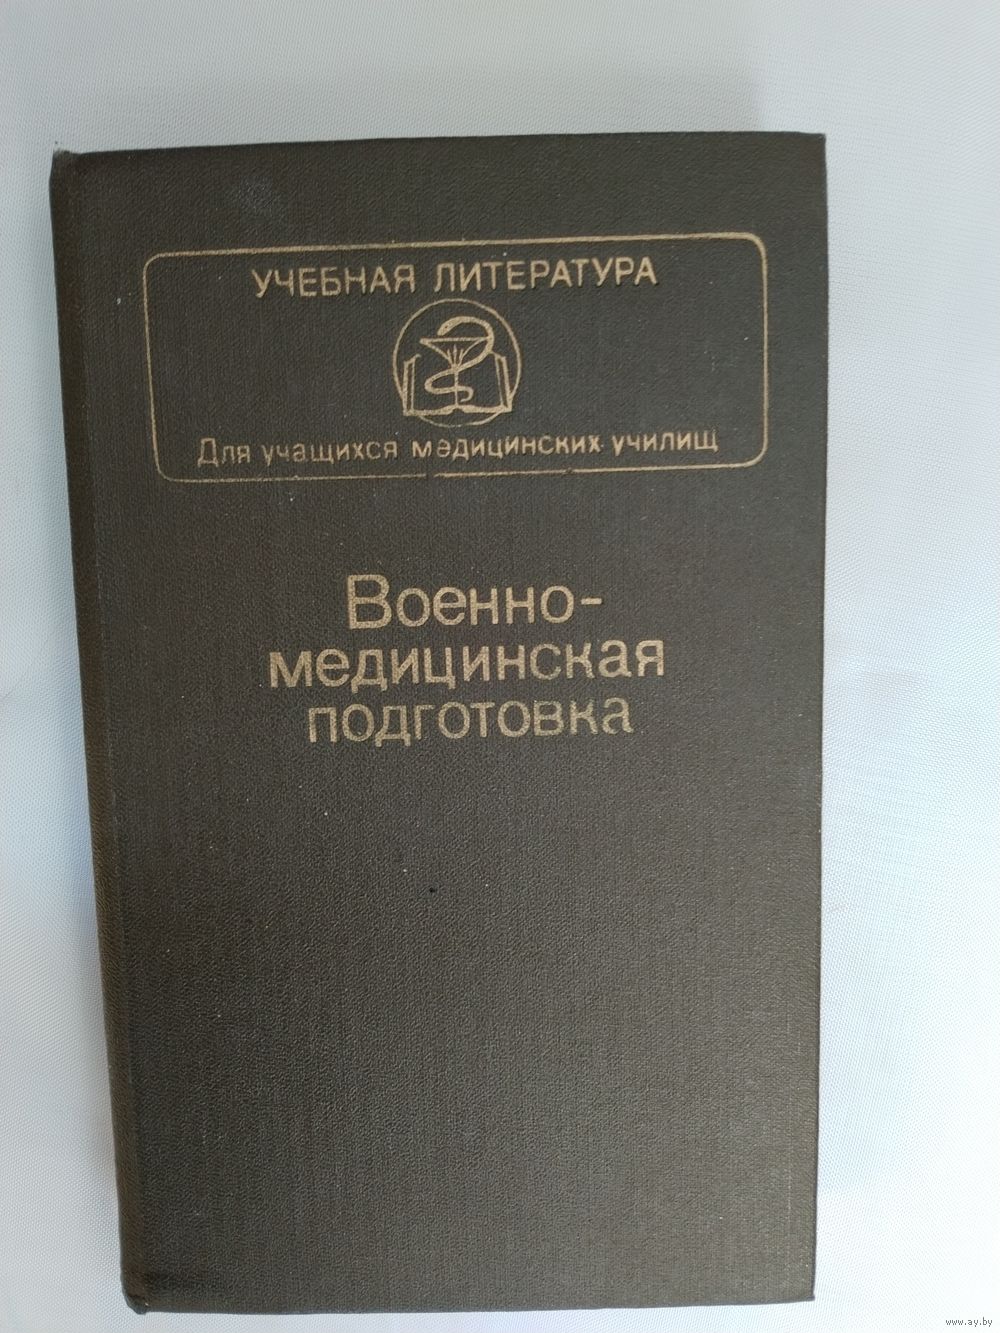 УЧЕБНАЯ ЛИТЕРАТУРА
Для учащихся медицинских училищ
Военно-
медицинская
подготовка
www.ay.by